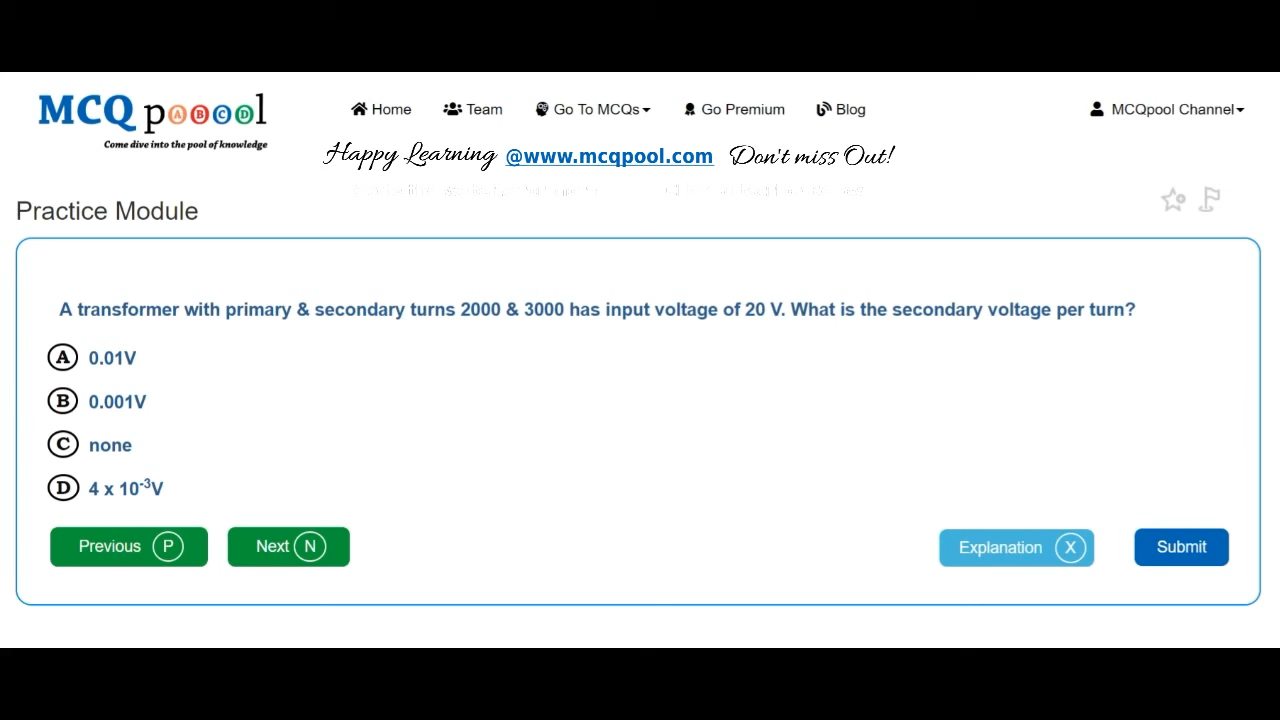 MCQ pABCDl
Come dive into the pool of knowledge
Home Team Go To MCQs Go Premium Blog MCQpool Channel
Happy Learning @www.mcqpool.com Don't miss Out!
Practice Module
A transformer with primary & secondary turns 2000 & 3000 has input voltage of 20 V. What is the secondary voltage per turn?
A 0.01V
B 0.001V
C none
D 4 x 10⁻³V
Previous P Next N Explanation X Submit